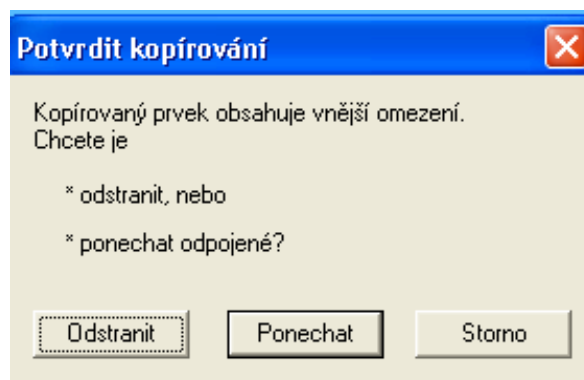 Potvrdit kopírování
Kopírovaný prvek obsahuje vnější omezení.
Chcete je
* odstranit, nebo
* ponechat odpojené?
Odstranit
Ponechat
Storno